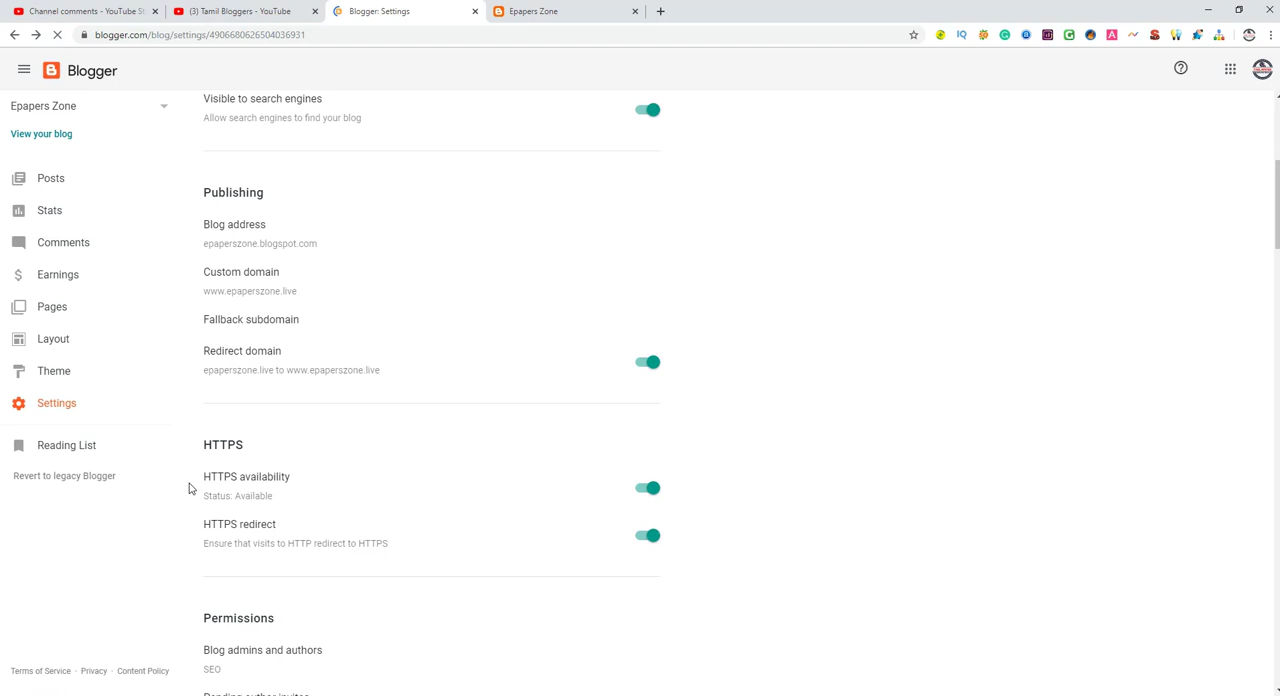 Channel comments - YouTube St
(3) Tamil Bloggers - YouTube
Blogger: Settings
Epapers Zone
blogger.com/blog/settings/4906680626504036931
Blogger
Epapers Zone
View your blog
Posts
Stats
Comments
Earnings
Pages
Layout
Theme
Settings
Reading List
Revert to legacy Blogger
Terms of Service · Privacy · Content Policy
Visible to search engines
Allow search engines to find your blog
Publishing
Blog address
epaperszone.blogspot.com
Custom domain
www.epaperszone.live
Fallback subdomain
Redirect domain
epaperszone.live to www.epaperszone.live
HTTPS
HTTPS availability
Status: Available
HTTPS redirect
Ensure that visits to HTTP redirect to HTTPS
Permissions
Blog admins and authors
SEO
Pending author invites